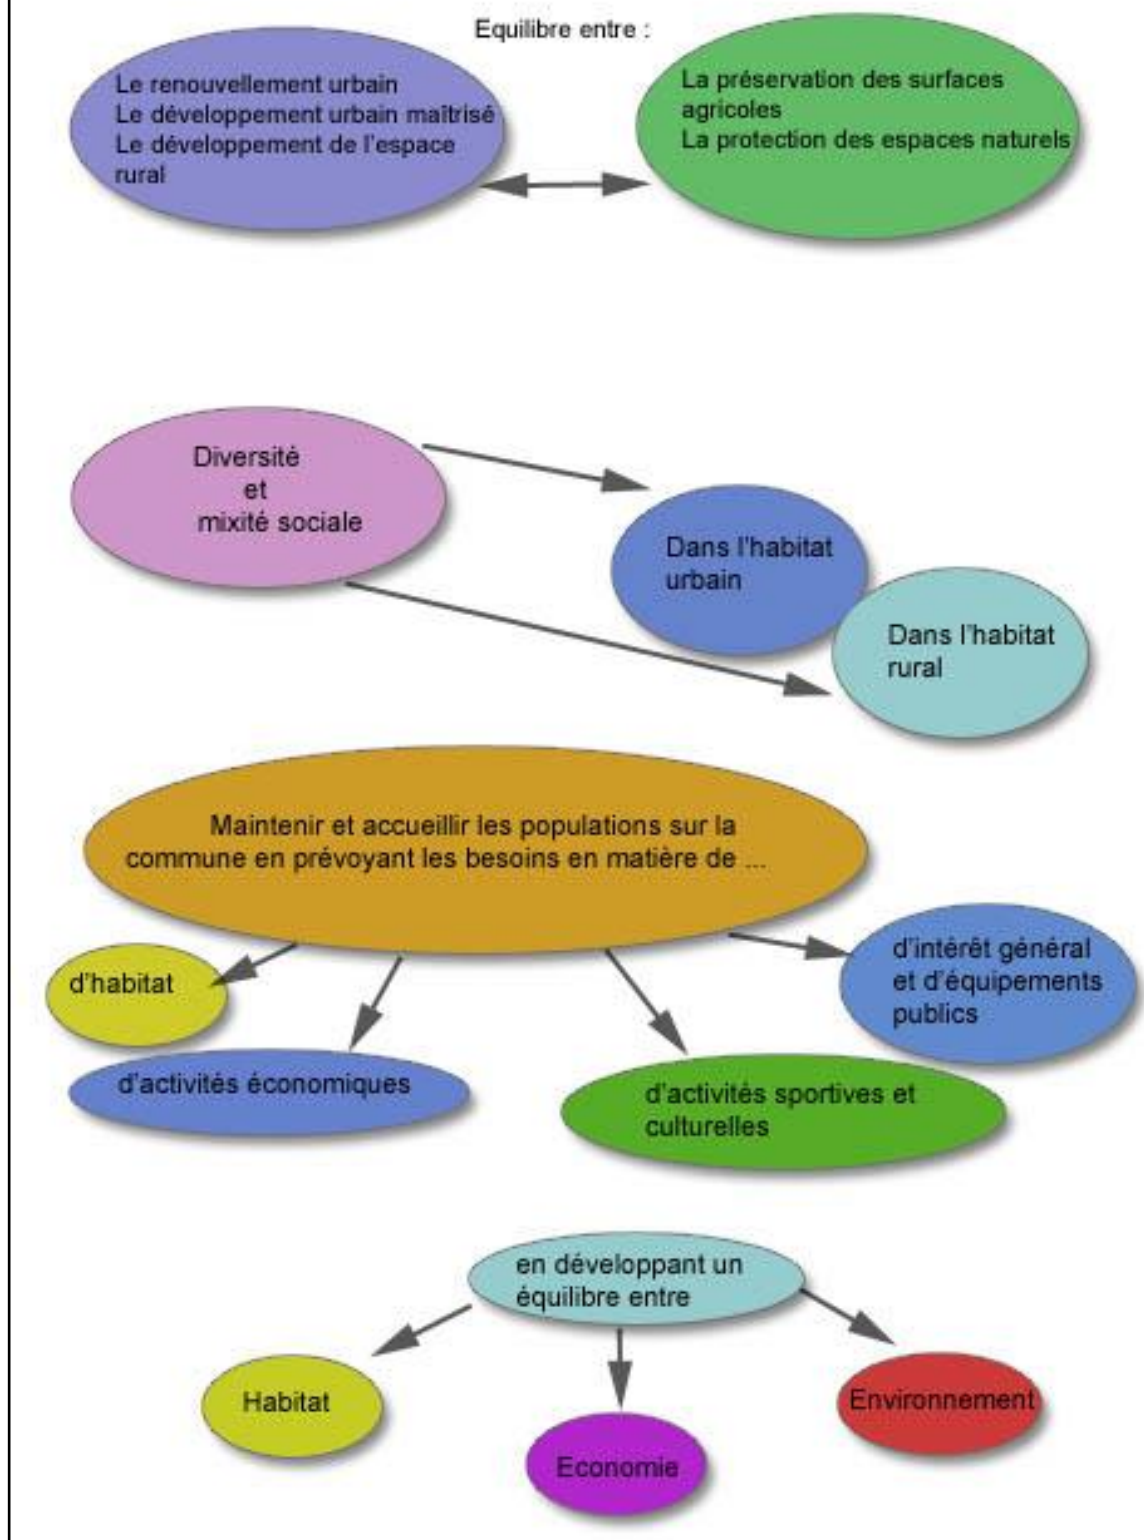 Equilibre entre :
Le renouvellement urbain
Le développement urbain maîtrisé
Le développement de l'espace
rural
La préservation des surfaces
agricoles
La protection des espaces naturels
Diversité
et
mixité sociale
Dans l'habitat
urbain
Dans l'habitat
rural
Maintenir et accueillir les populations sur la
commune en prévoyant les besoins en matière de ...
d'habitat
d'intérêt général
et d'équipements
publics
d'activités économiques
d'activités sportives et
culturelles
en développant un
équilibre entre
Habitat
Environnement
Economie